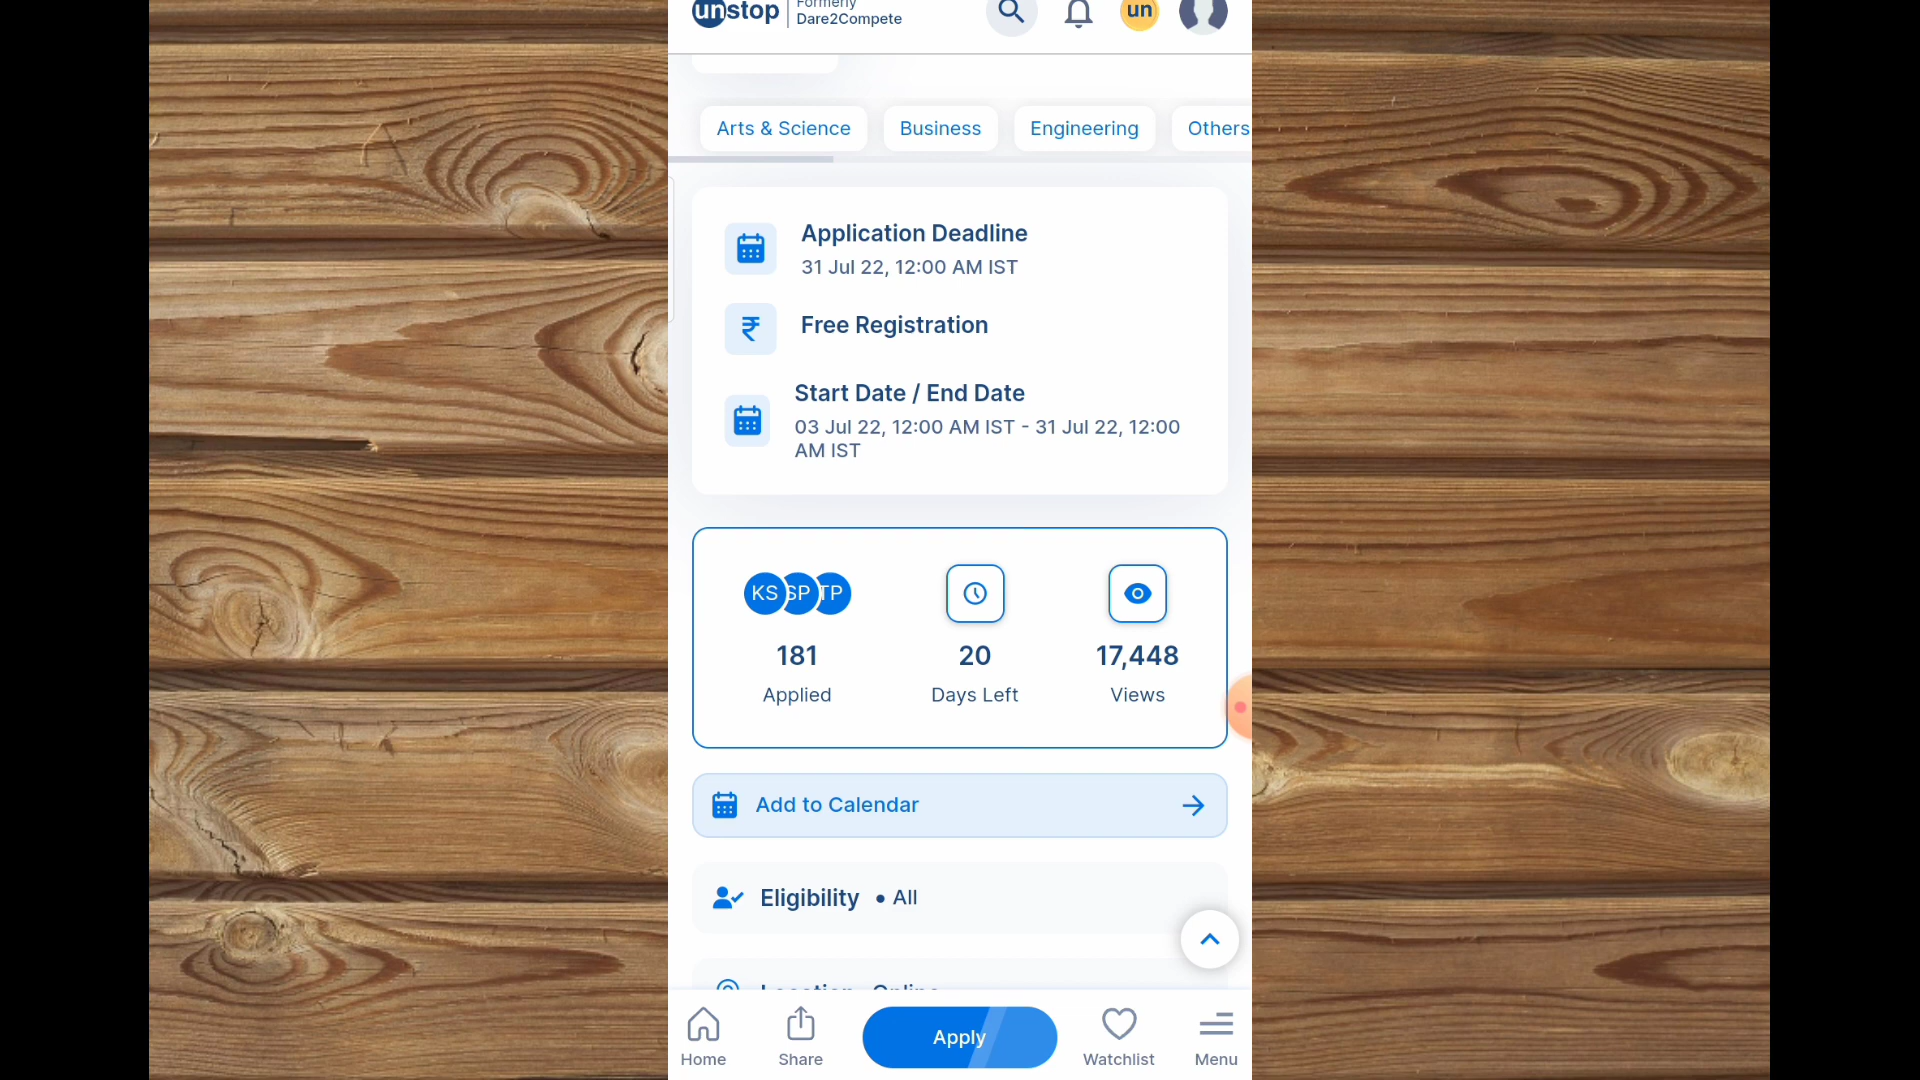 unstop
Formerly
Dare2Compete
un
Arts & Science
Business
Engineering
Others
Application Deadline
31 Jul 22, 12:00 AM IST
₹
Free Registration
Start Date / End Date
03 Jul 22, 12:00 AM IST - 31 Jul 22, 12:00
AM IST
KS SP TP
181
Applied
20
Days Left
17,448
Views
Add to Calendar
Eligibility • All
Location Online
Home
Share
Apply
Watchlist
Menu